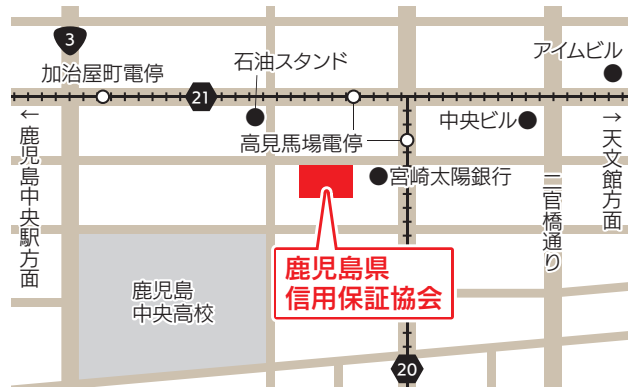 3
アイムビル
石油スタンド
加治屋町電停
21
中央ビル
高見馬場電停
←鹿児島中央駅方面
→天文館方面
宮崎太陽銀行
二官橋通り
鹿児島県
信用保証協会
鹿児島
中央高校
20